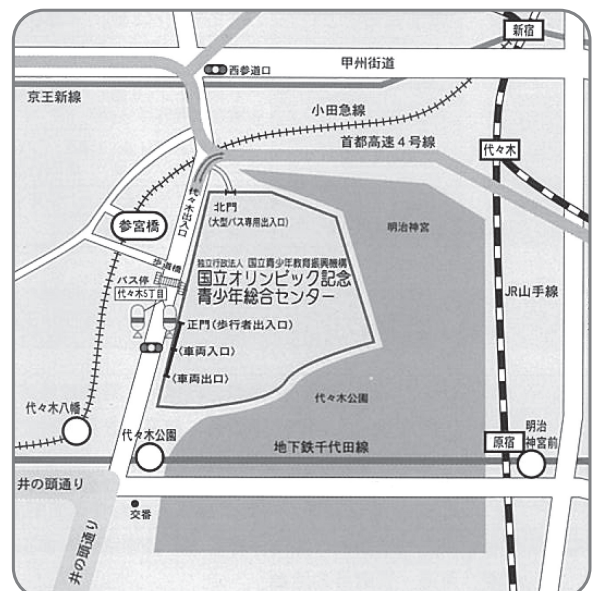 新宿
西参道口
甲州街道
京王新線
小田急線
首都高速4号線
代々木
代々木出入口
北門
(大型バス専用出入口)
明治神宮
参宮橋
歩道橋
バス停
代々木5丁目
独立行政法人 国立青少年教育振興機構
国立オリンピック記念
青少年総合センター
JR山手線
正門(歩行者出入口)
(車両入口)
(車両出口)
代々木公園
代々木八幡
代々木公園
地下鉄千代田線
原宿
明治
神宮前
井の頭通り
交番
井の頭通り